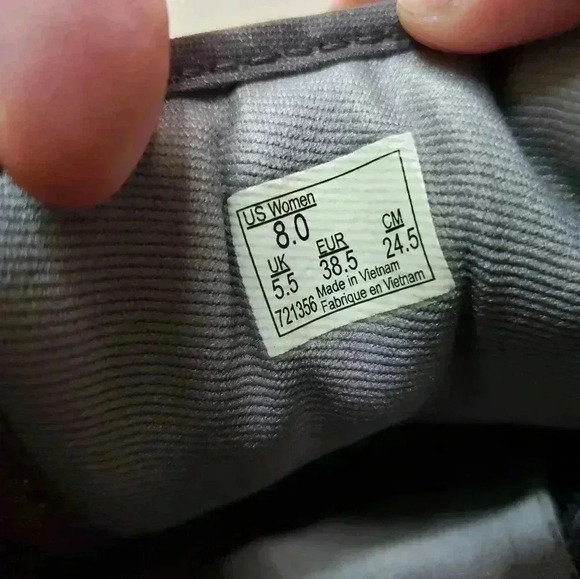 US Women
8.0
UK EUR CM
5.5 38.5 24.5
Made in Vietnam
721356 Fabrique en Vietnam